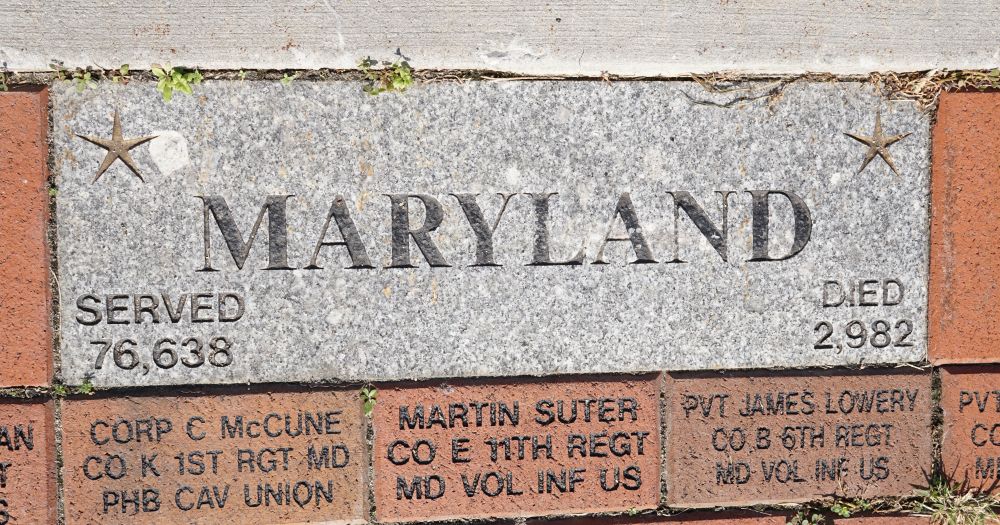 MARYLAND
SERVED
76,638
DIED
2,982
CORP C McCUNE
CO K 1ST RGT MD
PHB CAV UNION
MARTIN SUTER
CO E 11TH REGT
MD VOL INF US
PVT JAMES LOWERY
CO B 6TH REGT
MD VOL INF US
PVT